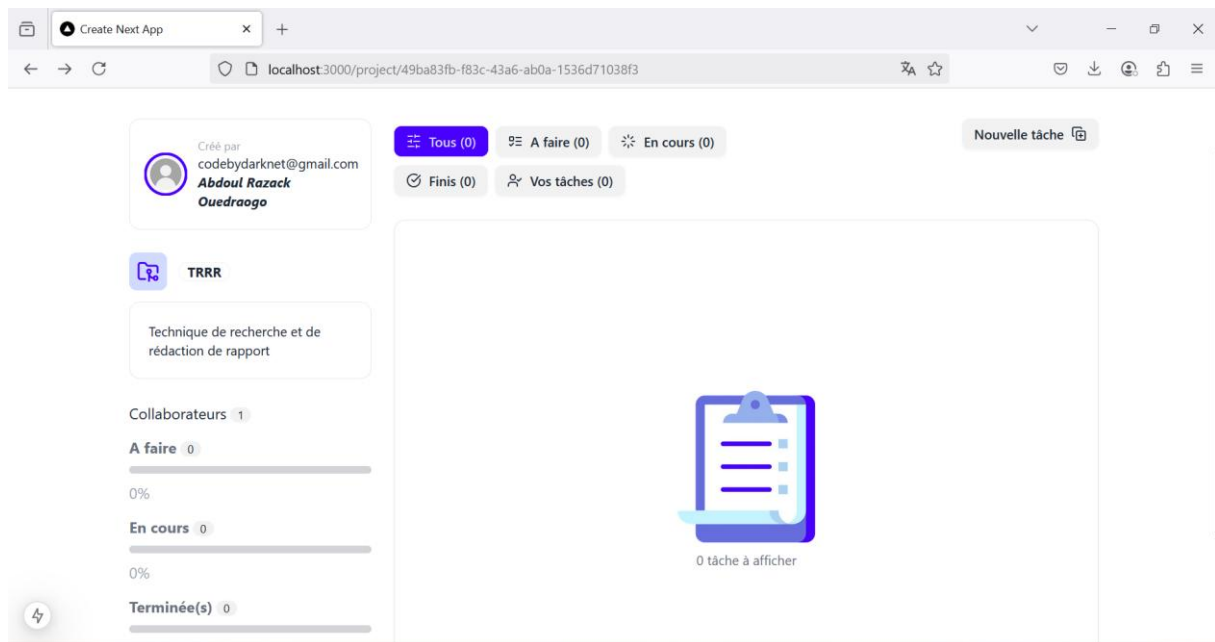 Create Next App
localhost:3000/project/49ba83fb-f83c-43a6-ab0a-1536d71038f3
Créé par
codebydarknet@gmail.com
Abdoul Razack
Ouedraogo
TRRR
Technique de recherche et de
rédaction de rapport
Collaborateurs 1
A faire 0
0%
En cours 0
0%
Terminée(s) 0
Tous (0) A faire (0) En cours (0)
Finis (0) Vos tâches (0)
Nouvelle tâche
0 tâche à afficher